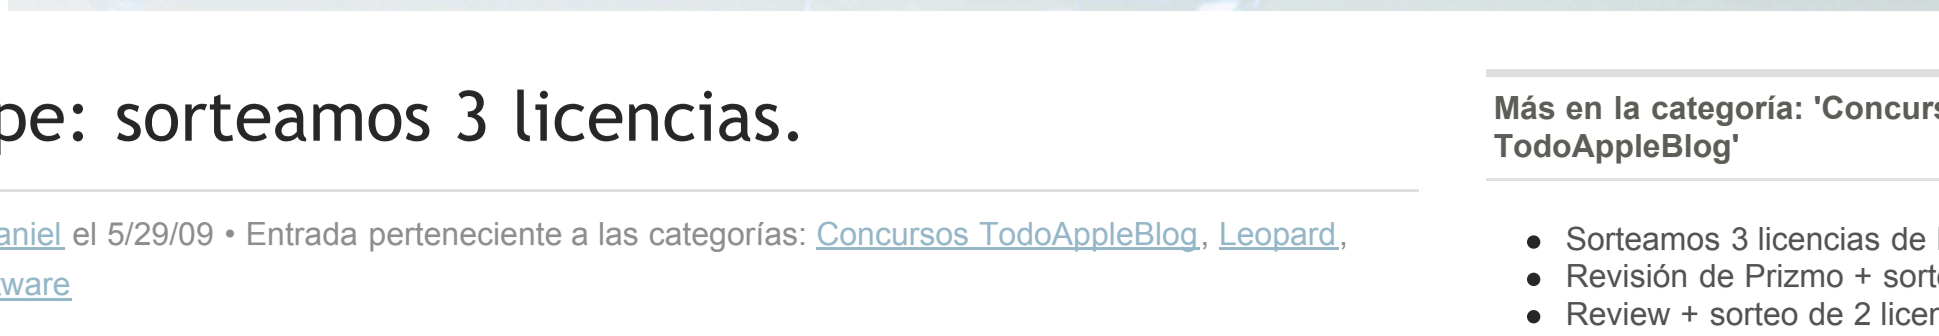 pe: sorteamos 3 licencias.
aniel el 5/29/09 • Entrada perteneciente a las categorías: Concursos TodoAppleBlog, Leopard,
ware
Más en la categoría: 'Concurs
TodoAppleBlog'
● Sorteamos 3 licencias de
● Revisión de Prizmo + sorte
● Review + sorteo de 2 licen